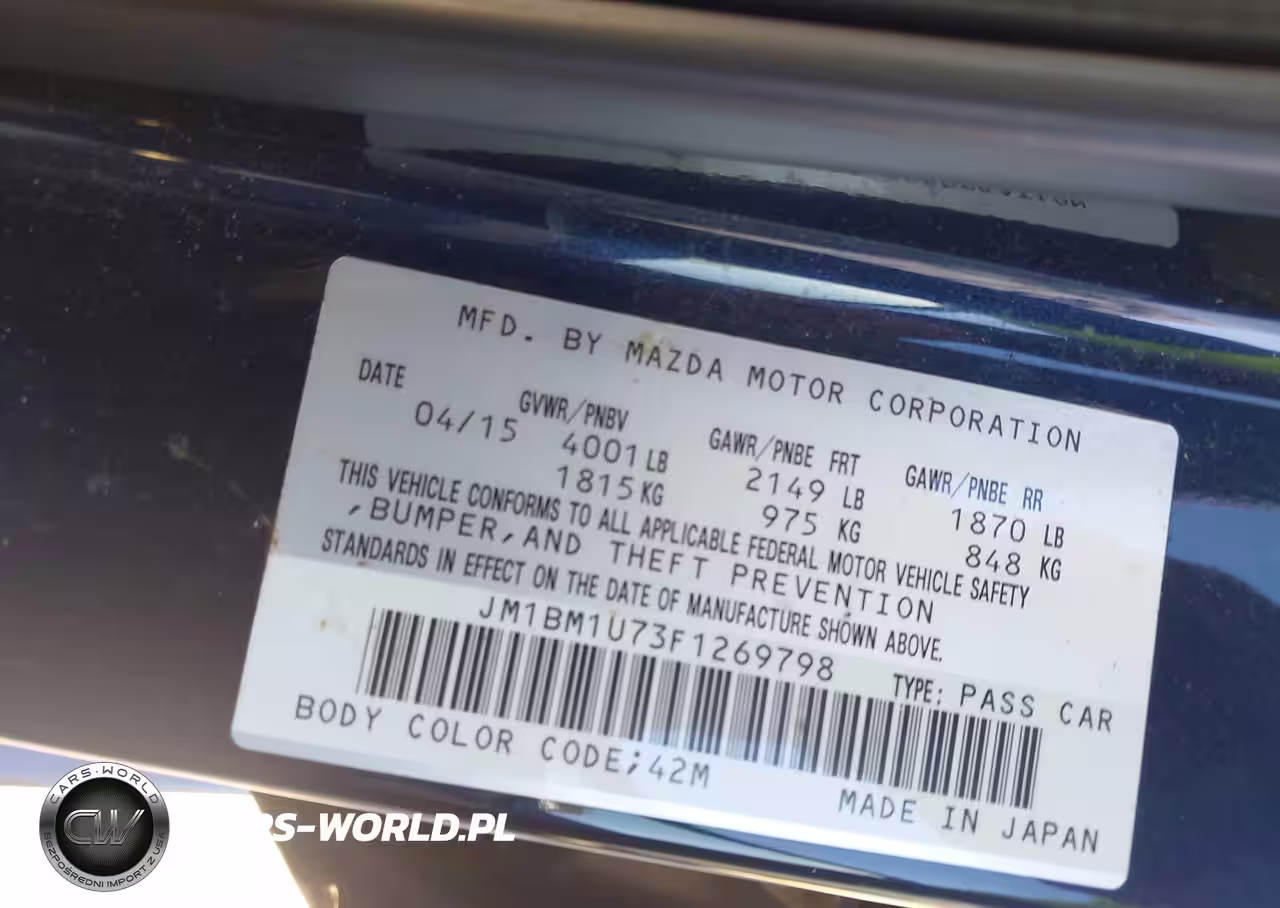 MFD. BY MAZDA MOTOR CORPORATION
DATE GVWR/PNBV GAWR/PNBE FRT GAWR/PNBE RR
04/15 4001 LB 2149 LB 1870 LB
1815 KG 975 KG 848 KG
THIS VEHICLE CONFORMS TO ALL APPLICABLE FEDERAL MOTOR VEHICLE SAFETY
,BUMPER,AND THEFT PREVENTION
STANDARDS IN EFFECT ON THE DATE OF MANUFACTURE SHOWN ABOVE.
JM1BM1U73F1269798 TYPE: PASS CAR
BODY COLOR CODE;42M
MADE IN JAPAN
CARS-WORLD
CW
BEZPOŚREDNI IMPORT Z USA
RS-WORLD.PL